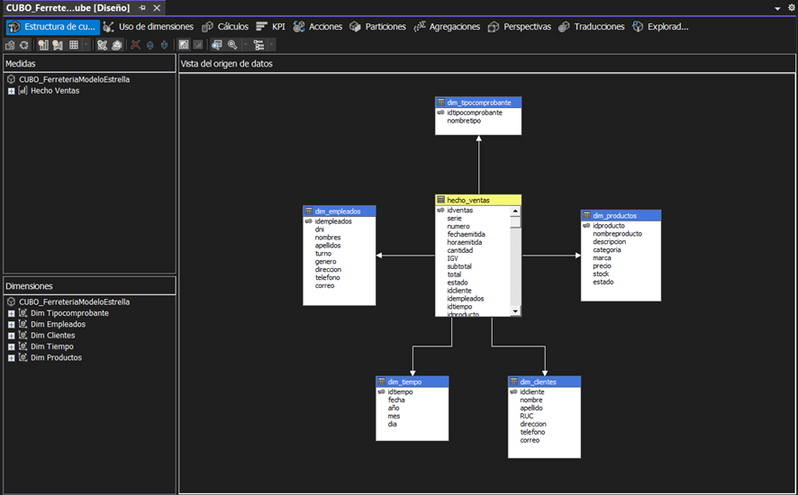 CUBO_Ferrete...ube [Diseño]
Estructura de cu... Uso de dimensiones Cálculos KPI Acciones Particiones Agregaciones Perspectivas Traducciones Explorad...
Medidas
CUBO_FerreteriaModeloEstrella
Hecho Ventas
Dimensiones
CUBO_FerreteriaModeloEstrella
Dim Tipocomprobante
Dim Empleados
Dim Clientes
Dim Tiempo
Dim Productos
Vista del origen de datos
dim_tipocomprobante
idtipocomprobante
nombretipo
dim_empleados
idempleados
dni
nombres
apellidos
turno
genero
direccion
telefono
correo
hecho_ventas
idventas
serie
numero
fechaemitida
horaemitida
cantidad
IGV
subtotal
total
estado
idcliente
idempleados
idtiempo
idproducto
dim_productos
idproducto
nombreproducto
descripcion
categoria
marca
precio
stock
estado
dim_tiempo
idtiempo
fecha
año
mes
dia
dim_clientes
idcliente
nombre
apellido
RUC
direccion
telefono
correo